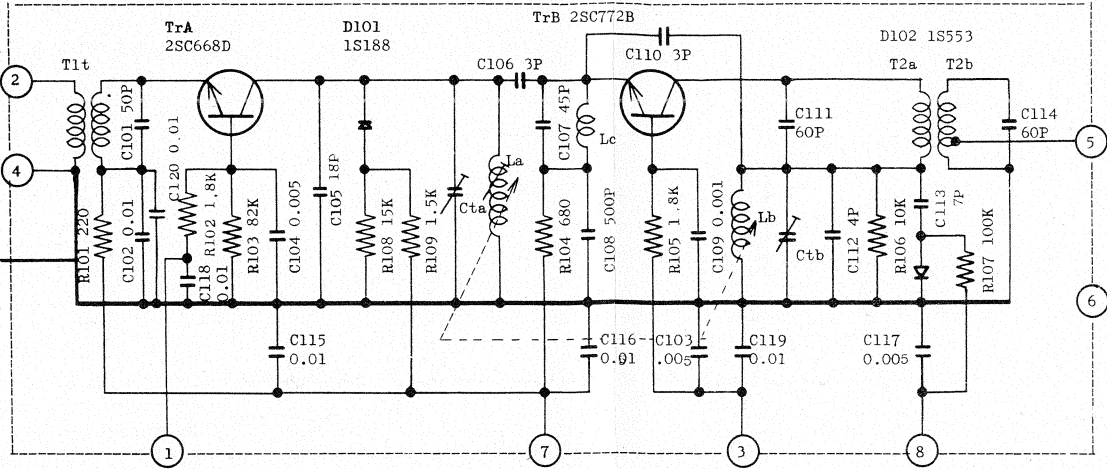 TrA
2SC668D
D101
1S188
TrB 2SC772B
D102 1S553
T1t
C106 3P
C110 3P
T2a
T2b
2
C101 50P
C120 0.01
C107 45P
Lc
C111
60P
C114
60P
5
4
R101 220
C102 0.01
R102 1.8K
C118
0.01
R103 82K
C104 0.005
C105 18P
R108 15K
R109 1.5K
Cta
La
R104 680
C108 500P
R105 1.8K
C109 0.001
Lb
Ctb
C112 4P
R106 10K
C113
7P
R107 100K
6
C115
0.01
C116
0.01
C103
.005
C119
0.01
C117
0.005
1
7
3
8